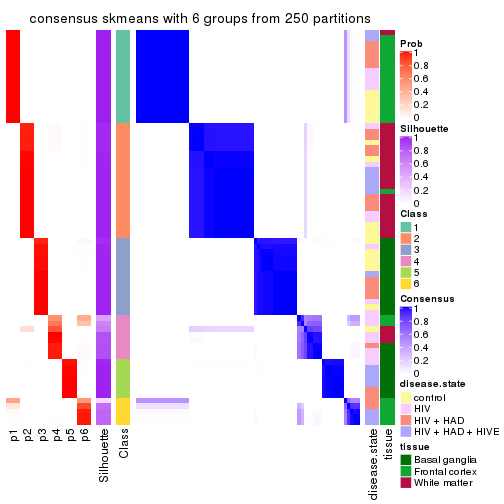 consensus skmeans with 6 groups from 250 partitions
p1
p2
p3
p4
p5
p6
Silhouette
Class
disease.state
tissue
Prob
1
0.8
0.6
0.4
0.2
0
Silhouette
1
0.8
0.6
0.4
0.2
0
Class
1
2
3
4
5
6
Consensus
1
0.8
0.6
0.4
0.2
0
disease.state
control
HIV
HIV + HAD
HIV + HAD + HIVE
tissue
Basal ganglia
Frontal cortex
White matter